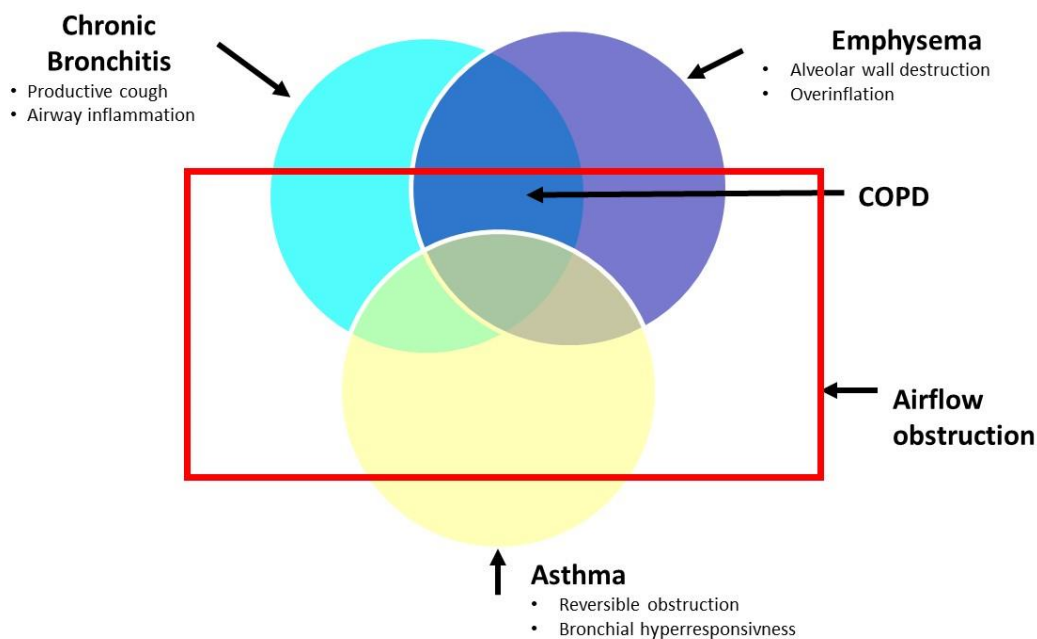 Chronic
Bronchitis
• Productive cough
• Airway inflammation
Emphysema
• Alveolar wall destruction
• Overinflation
COPD
Airflow
obstruction
Asthma
• Reversible obstruction
• Bronchial hyperresponsivness